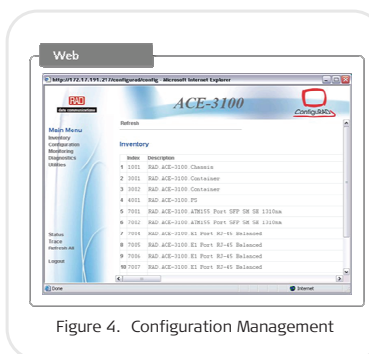 Web
http://172.17.191.217/configured/config - Microsoft Internet Explorer
RAD
data communications
ACE-3100
ConfiguRAD
Main Menu
Inventory
Configuration
Monitoring
Diagnostics
Utilities
Status
Trace
Refresh All
Logout
Refresh
Inventory
Index Description
1 1001 RAD.ACE-3100.Chassis
2 3001 RAD.ACE-3100.Container
3 3002 RAD.ACE-3100.Container
4 4001 RAD.ACE-3100.PS
5 7001 RAD.ACE-3100.ATM155 Port SFP SM SH 1310nm
6 7002 RAD.ACE-3100.ATM155 Port SFP SM SH 1310nm
7 7004 RAD.ACE-3100.E1 Port RJ-45 Balanced
8 7005 RAD.ACE-3100.E1 Port RJ-45 Balanced
9 7006 RAD.ACE-3100.E1 Port RJ-45 Balanced
10 7007 RAD.ACE-3100.E1 Port RJ-45 Balanced
Done
Internet
Figure 4. Configuration Management